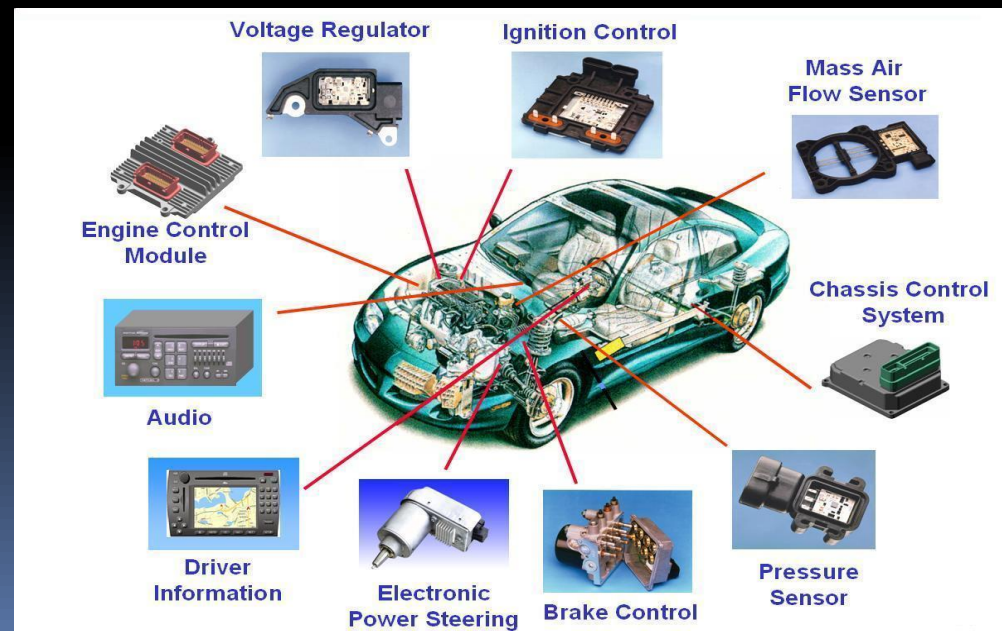 Voltage Regulator
Ignition Control
Mass Air
Flow Sensor
Engine Control
Module
Chassis Control
System
Audio
Driver
Information
Electronic
Power Steering
Brake Control
Pressure
Sensor